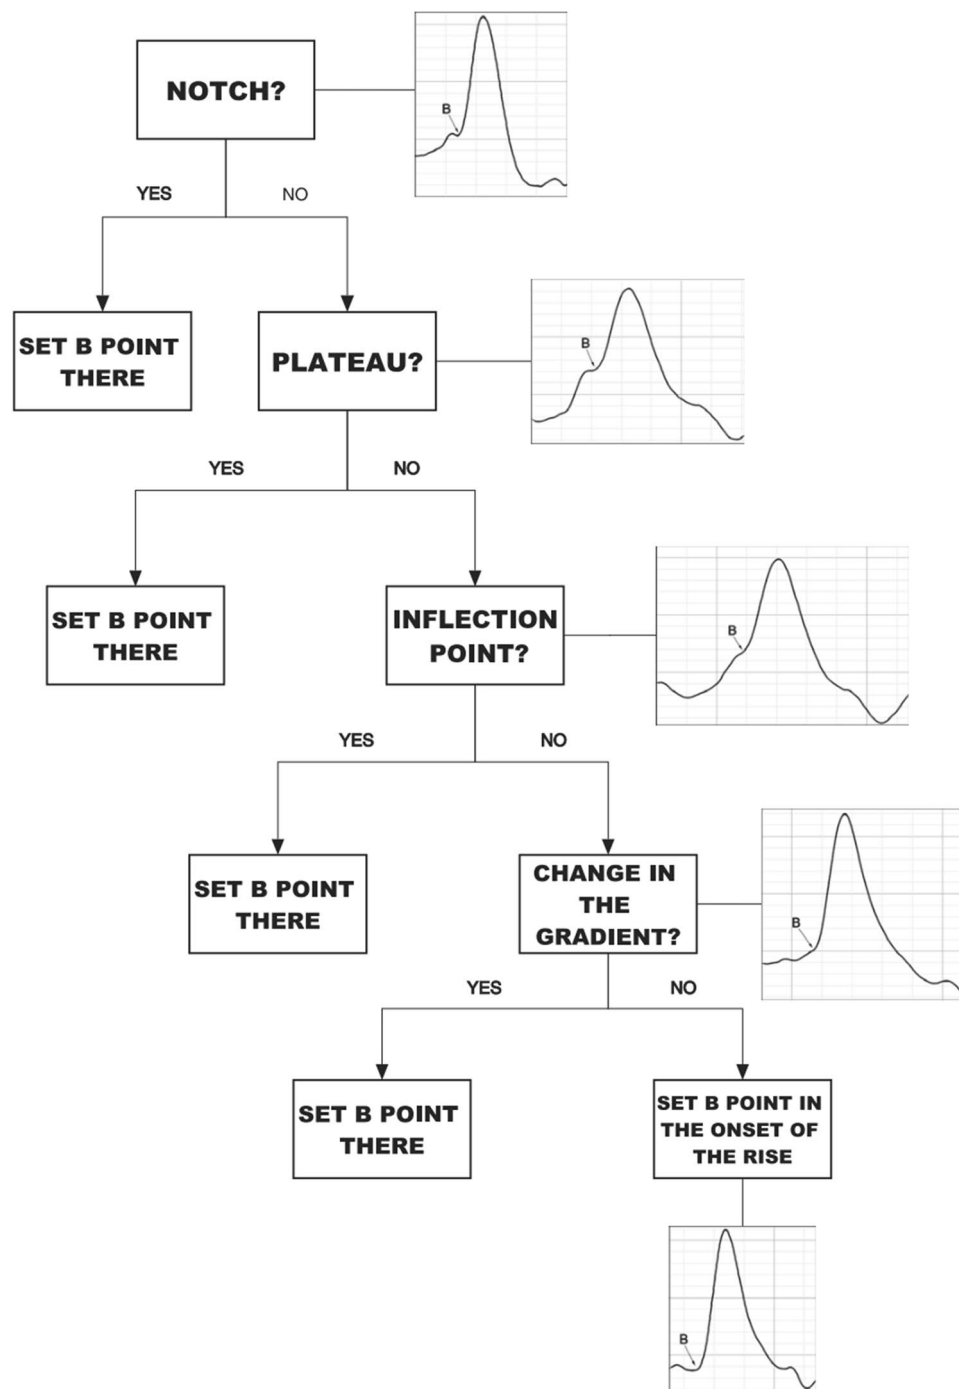 NOTCH?
B
YES
NO
SET B POINT
THERE
PLATEAU?
B
YES
NO
SET B POINT
THERE
INFLECTION
POINT?
B
YES
NO
SET B POINT
THERE
CHANGE IN
THE
GRADIENT?
B
YES
NO
SET B POINT
THERE
SET B POINT IN
THE ONSET OF
THE RISE
B